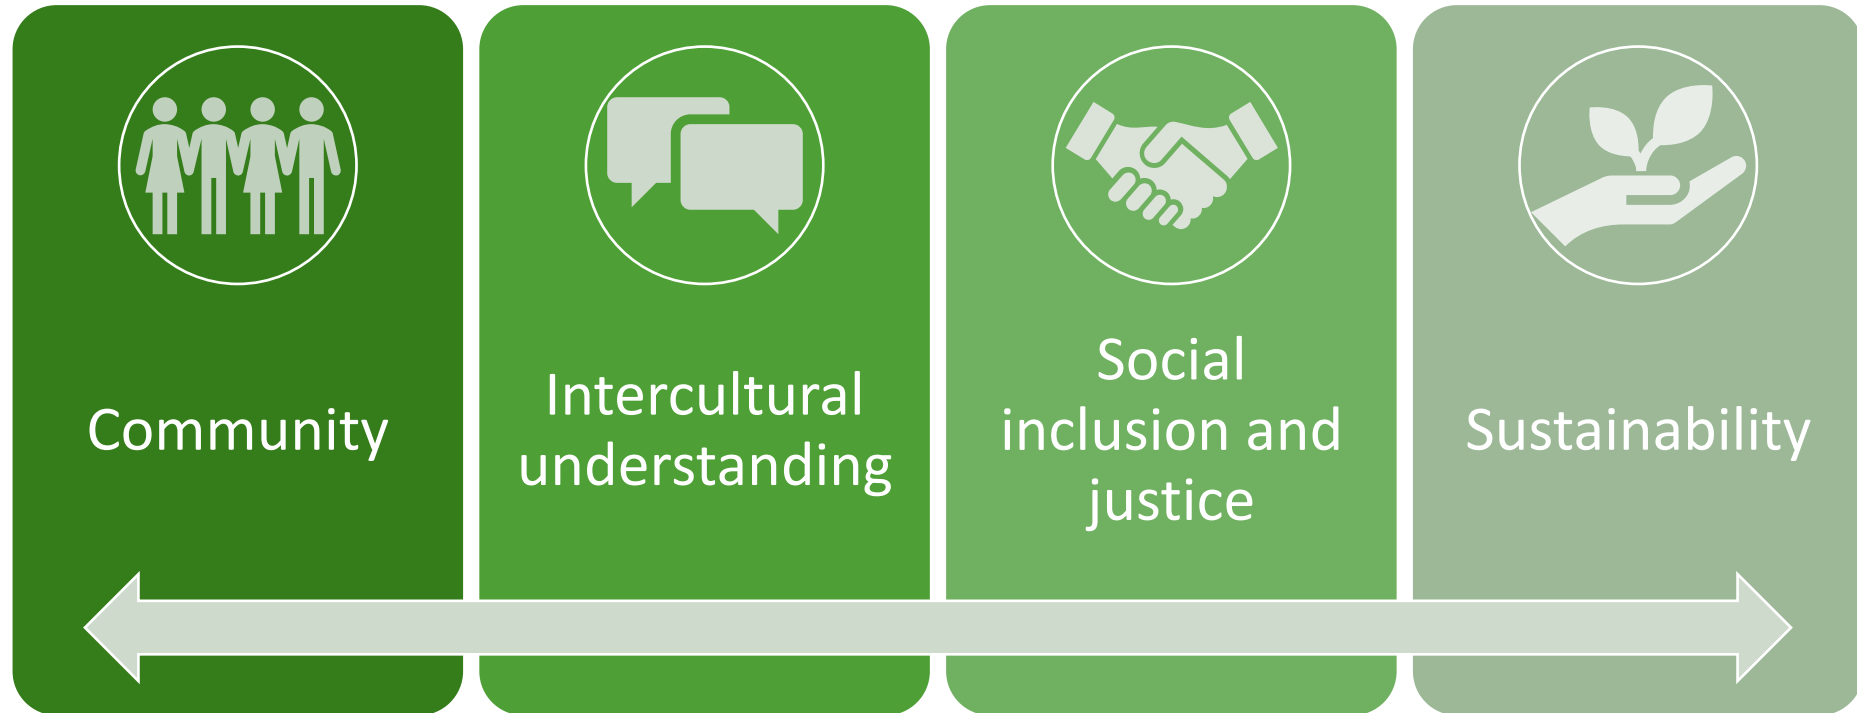 Community
Intercultural
understanding
Social
inclusion and
justice
Sustainability